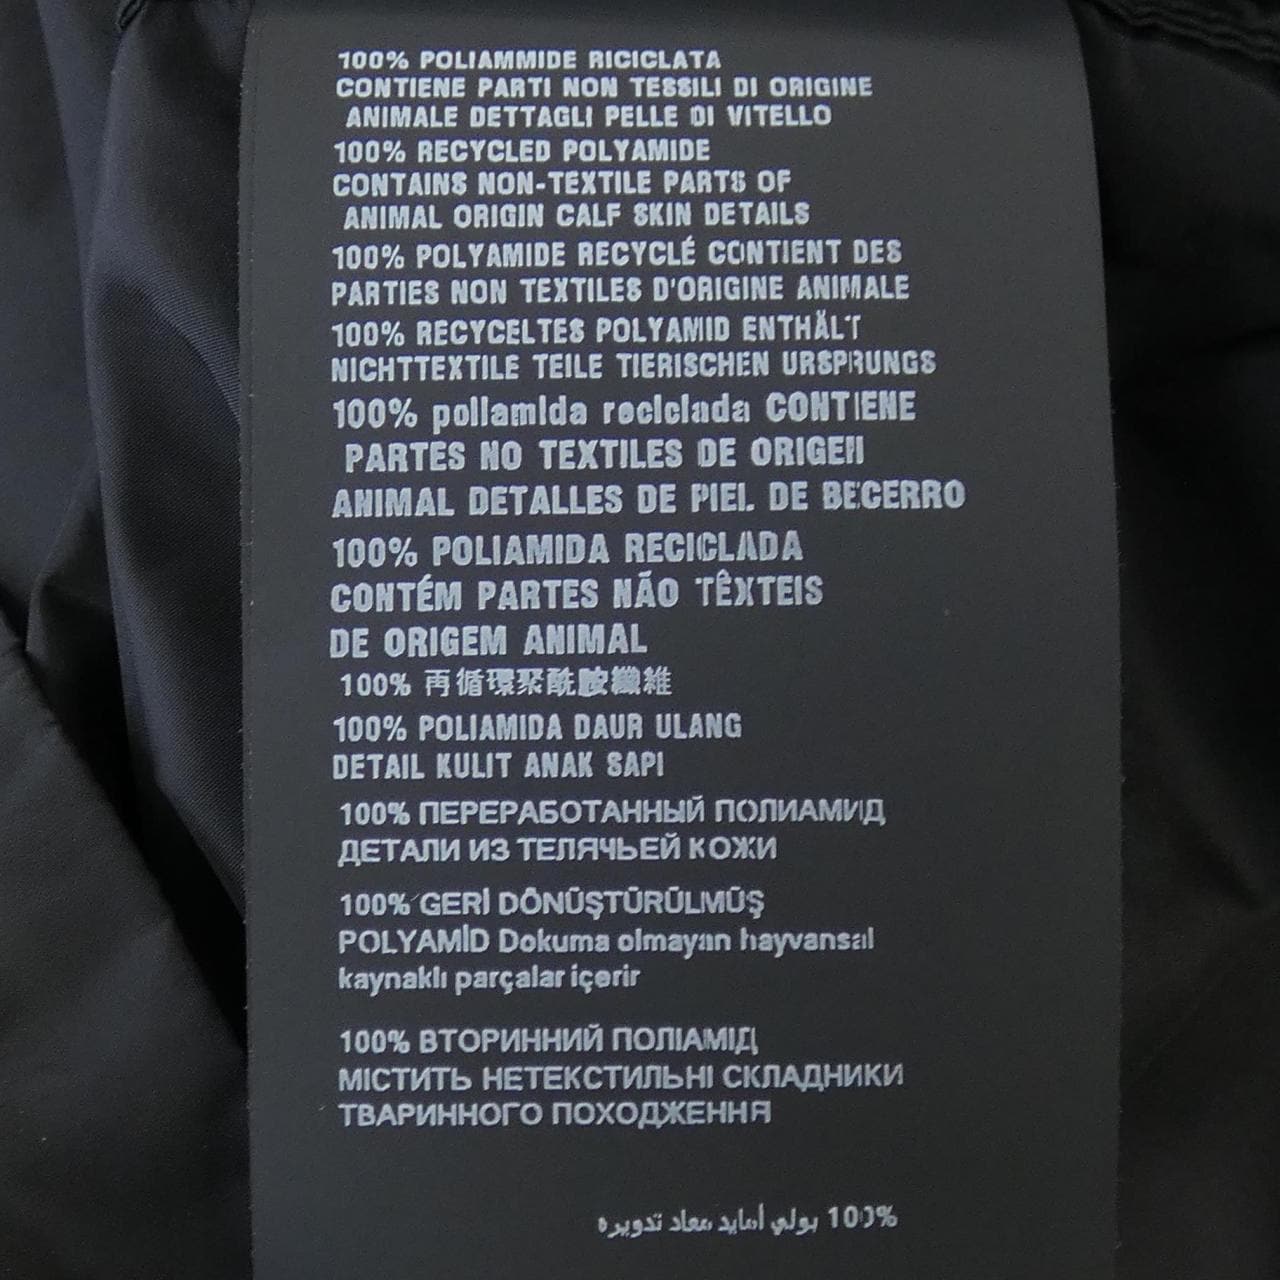 100% POLIAMMIDE RICICLATA
CONTIENE PARTI NON TESSILI DI ORIGINE
ANIMALE DETTAGLI PELLE DI VITELLO
100% RECYCLED POLYAMIDE
CONTAINS NON-TEXTILE PARTS OF
ANIMAL ORIGIN CALF SKIN DETAILS
100% POLYAMIDE RECYCLÉ CONTIENT DES
PARTIES NON TEXTILES D'ORIGINE ANIMALE
100% RECYCELTES POLYAMID ENTHÄLT
NICHTTEXTILE TEILE TIERISCHEN URSPRUNGS
100% poliamida reciclada CONTIENE
PARTES NO TEXTILES DE ORIGEN
ANIMAL DETALLES DE PIEL DE BECERRO
100% POLIAMIDA RECICLADA
CONTÉM PARTES NÃO TÊXTEIS
DE ORIGEM ANIMAL
100% 再循環聚酰胺纖維
100% POLIAMIDA DAUR ULANG
DETAIL KULIT ANAK SAPI
100% ПЕРЕРАБОТАННЫЙ ПОЛИАМИД
ДЕТАЛИ ИЗ ТЕЛЯЧЬЕЙ КОЖИ
100% GERİ DÖNÜŞTÜRÜLMÜŞ
POLYAMİD Dokuma olmayan hayvansal
kaynaklı parçalar içerir
100% ВТОРИННИЙ ПОЛІАМІД
МІСТИТЬ НЕТЕКСТИЛЬНІ СКЛАДНИКИ
ТВАРИННОГО ПОХОДЖЕННЯ
100% بولي أمايد معاد تدويره